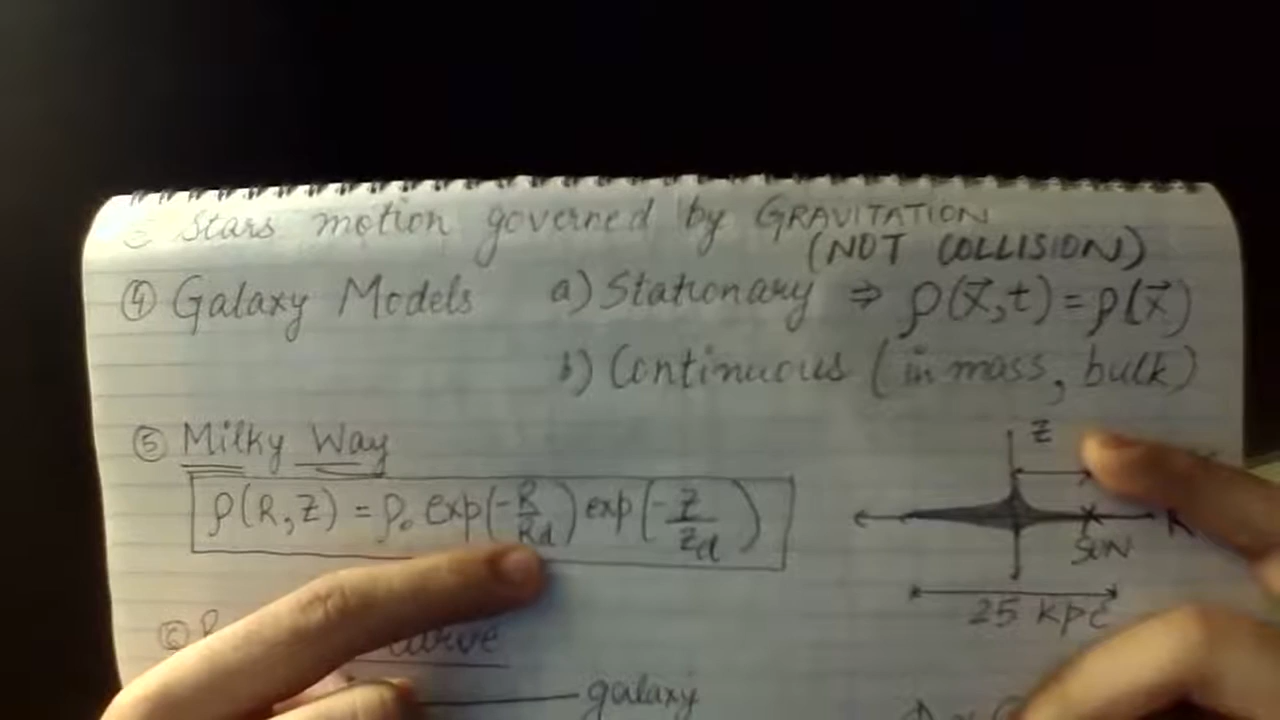 Stars motion governed by GRAVITATION
(NOT COLLISION)
④ Galaxy Models a) Stationary ⇒ ρ(x⃗,t) = ρ(x⃗)
b) Continuous (in mass, bulk)
⑤ Milky Way
ρ(R,Z) = ρ₀ exp(-R/Rd) exp(-Z/Zd)
Z
SUN
25 kpc
⑥
galaxy